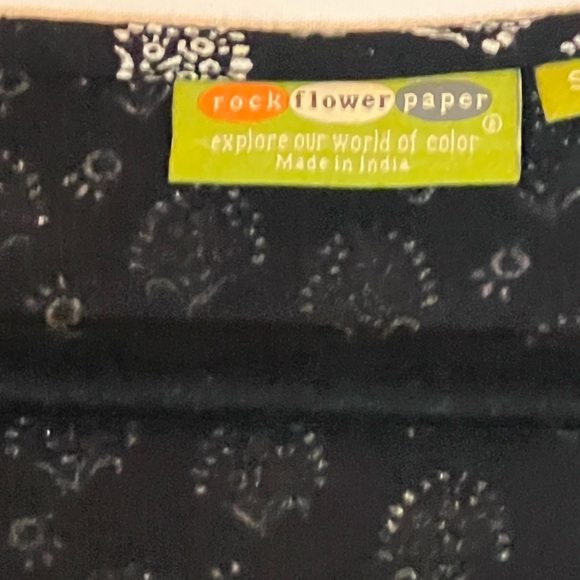 rock flower paper ®
explore our world of color
Made in India
S